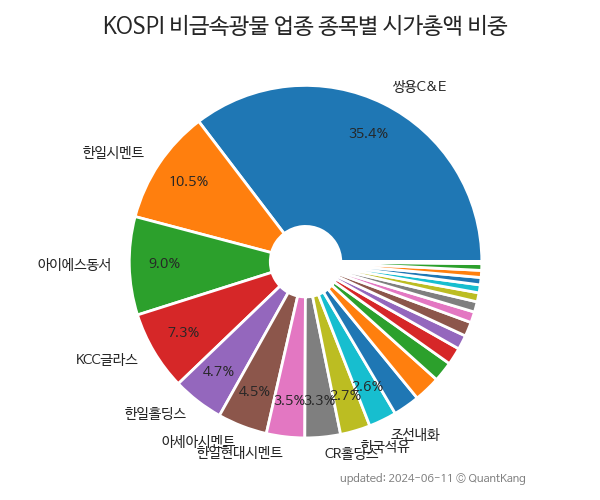 KOSPI 비금속광물 업종 종목별 시가총액 비중
쌍용C&E
35.4%
한일시멘트
10.5%
아이에스동서
9.0%
KCC글라스
7.3%
한일홀딩스
4.7%
아세아시멘트
4.5%
한일현대시멘트
3.5%
CR홀딩스
3.3%
한국석유
2.7%
조선내화
2.6%
updated: 2024-06-11 © QuantKang